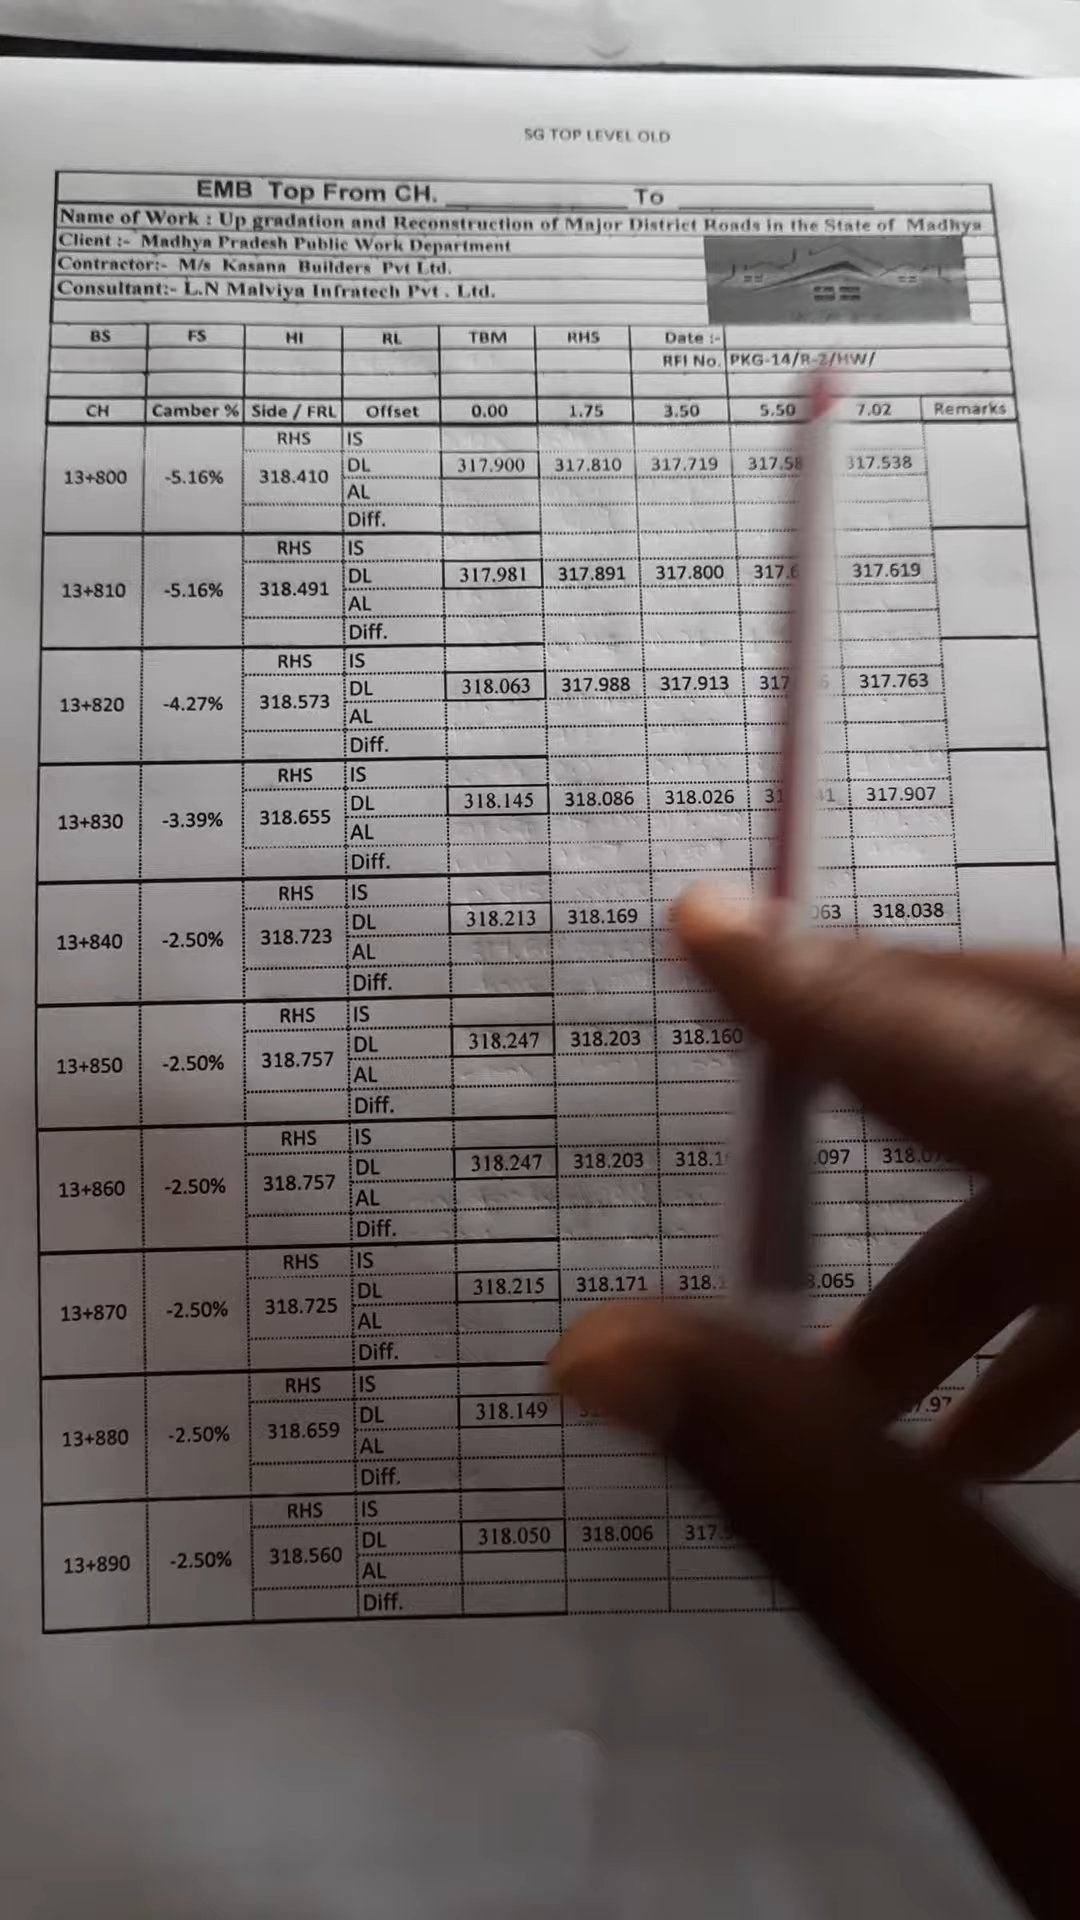 SG TOP LEVEL OLD
EMB Top From CH. To
Name of Work : Up gradation and Reconstruction of Major District Roads in the State of Madhya
Client :- Madhya Pradesh Public Work Department
Contractor:- M/s Kasana Builders Pvt Ltd.
Consultant:- L.N Malviya Infratech Pvt . Ltd.
BS FS HI RL TBM RHS Date :-
RFI No. PKG-14/R-2/HW/
CH Camber % Side / FRL Offset 0.00 1.75 3.50 5.50 7.02 Remarks
RHS IS
13+800 -5.16% 318.410 DL 317.900 317.810 317.719 317.538
AL
Diff.
RHS IS
13+810 -5.16% 318.491 DL 317.981 317.891 317.800 317.619
AL
Diff.
RHS IS
13+820 -4.27% 318.573 DL 318.063 317.988 317.913 317.763
AL
Diff.
RHS IS
13+830 -3.39% 318.655 DL 318.145 318.086 318.026 317.907
AL
Diff.
RHS IS
13+840 -2.50% 318.723 DL 318.213 318.169 318.038
AL
Diff.
RHS IS
13+850 -2.50% 318.757 DL 318.247 318.203 318.160
AL
Diff.
RHS IS
13+860 -2.50% 318.757 DL 318.247 318.203
AL
Diff.
RHS IS
13+870 -2.50% 318.725 DL 318.215 318.171
AL
Diff.
RHS IS
13+880 -2.50% 318.659 DL 318.149
AL
Diff.
RHS IS
13+890 -2.50% 318.560 DL 318.050 318.006
AL
Diff.